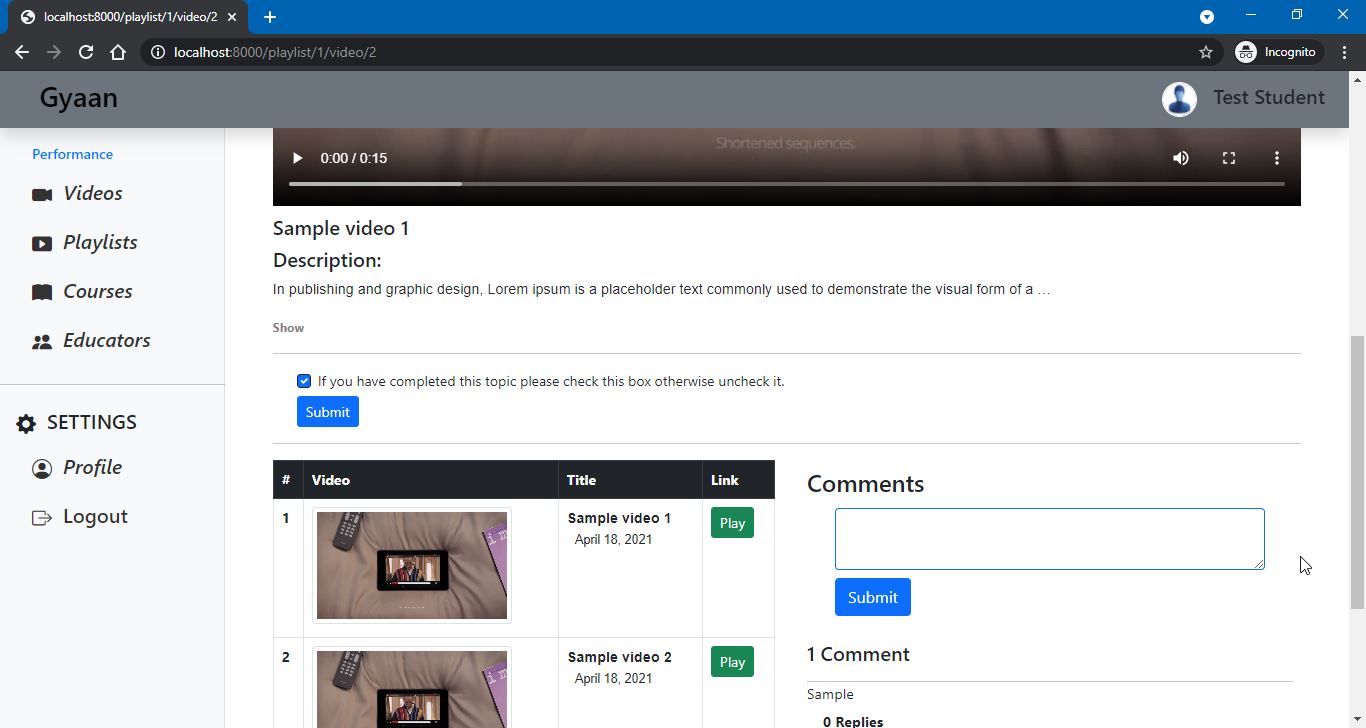 localhost:8000/playlist/1/video/2
localhost:8000/playlist/1/video/2
Incognito
Gyaan
Test Student
Performance
Videos
Playlists
Courses
Educators
SETTINGS
Profile
Logout
Shortened sequences.
0:00 / 0:15
Sample video 1
Description:
In publishing and graphic design, Lorem ipsum is a placeholder text commonly used to demonstrate the visual form of a ...
Show
If you have completed this topic please check this box otherwise uncheck it.
Submit
# Video Title Link
1 Sample video 1 Play
April 18, 2021
2 Sample video 2 Play
April 18, 2021
Comments
Submit
1 Comment
Sample
0 Replies